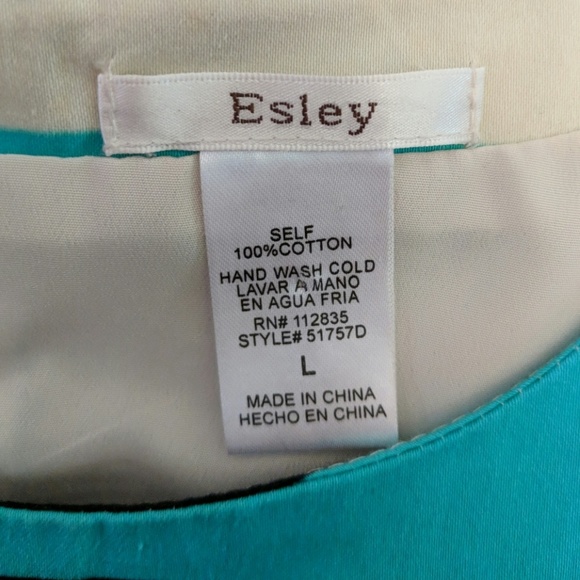 Esley
SELF
100%COTTON
HAND WASH COLD
LAVAR A MANO
EN AGUA FRIA
RN# 112835
STYLE# 51757D
L
MADE IN CHINA
HECHO EN CHINA